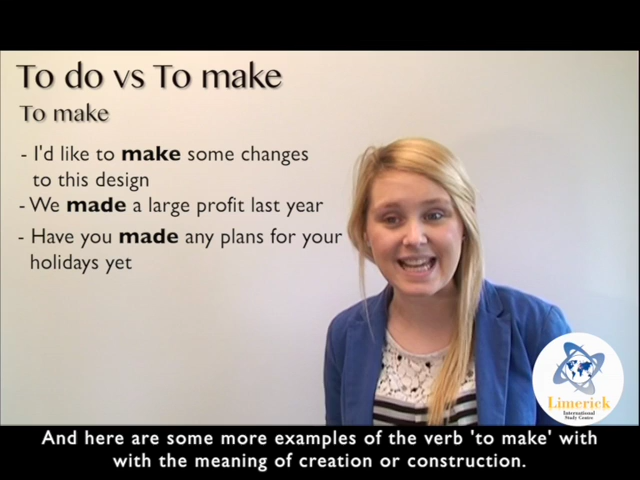 To do vs To make
To make
- I'd like to make some changes
to this design
- We made a large profit last year
- Have you made any plans for your
holidays yet
Limerick
International
Study Centre
And here are some more examples of the verb 'to make' with
with the meaning of creation or construction.